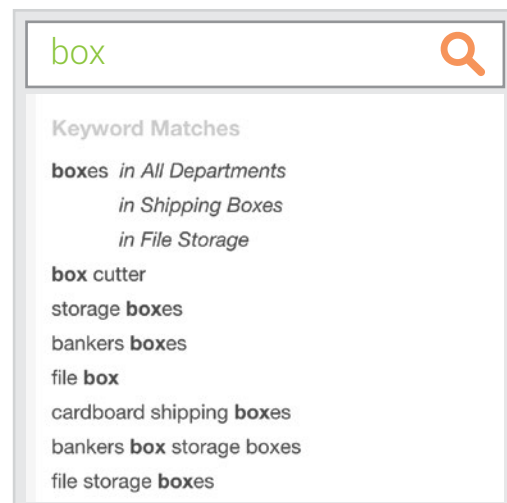 box
Keyword Matches
boxes in All Departments
in Shipping Boxes
in File Storage
box cutter
storage boxes
bankers boxes
file box
cardboard shipping boxes
bankers box storage boxes
file storage boxes